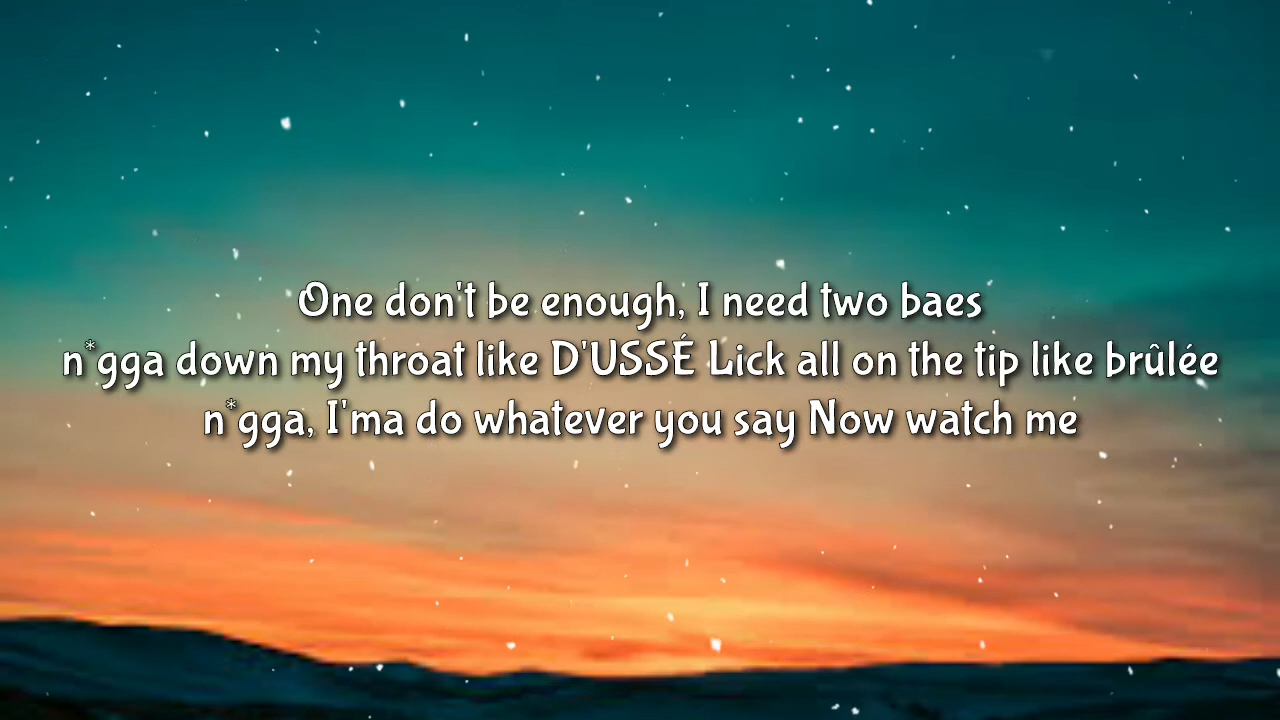 One don't be enough, I need two baes
n*gga down my throat like D'USSÉ Lick all on the tip like brûlée
n*gga, I'ma do whatever you say Now watch me